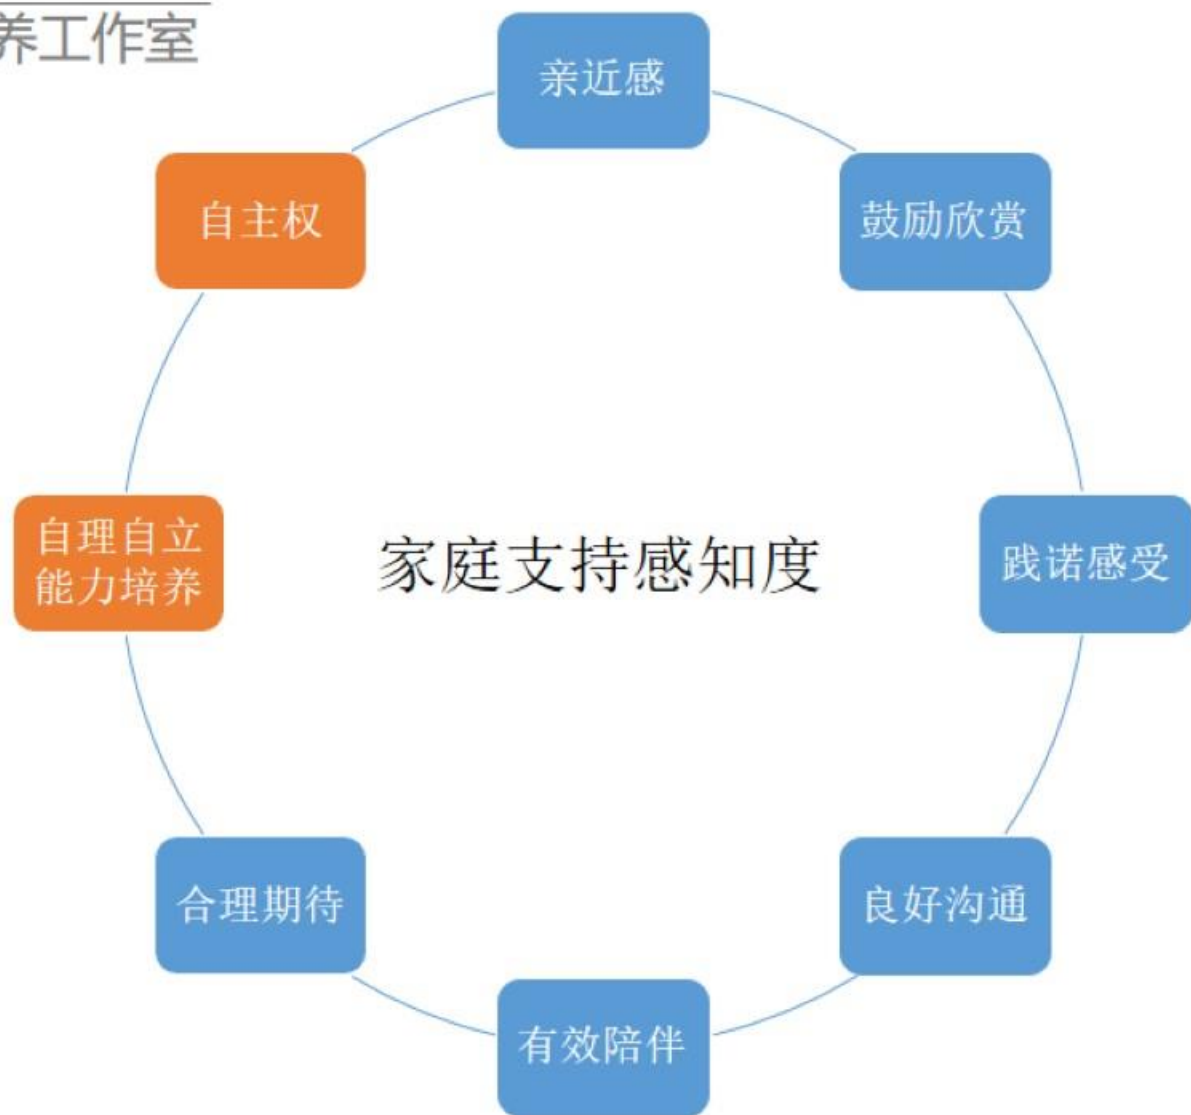 养工作室
亲近感
鼓励欣赏
践诺感受
良好沟通
有效陪伴
合理期待
自理自立
能力培养
自主权
家庭支持感知度